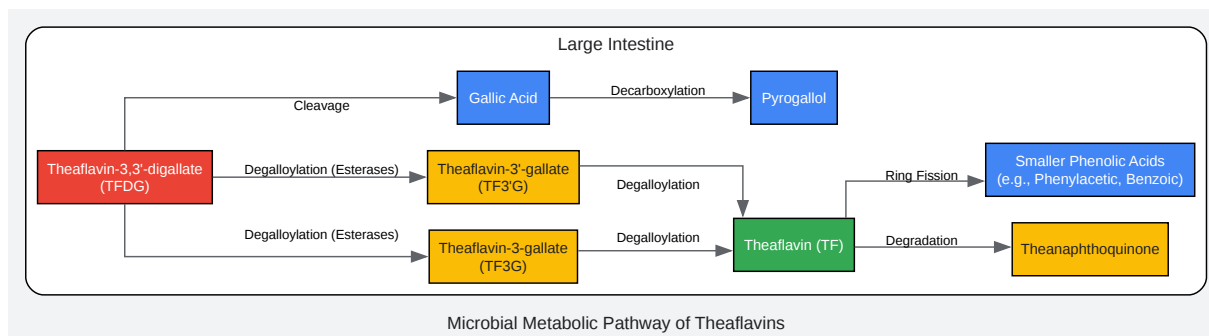 Large Intestine
Gallic Acid
Decarboxylation
Pyrogallol
Cleavage
Theaflavin-3,3'-digallate
(TFDG)
Degalloylation (Esterases)
Theaflavin-3'-gallate
(TF3'G)
Degalloylation
Smaller Phenolic Acids
(e.g., Phenylacetic, Benzoic)
Ring Fission
Degalloylation (Esterases)
Theaflavin-3-gallate
(TF3G)
Degalloylation
Theaflavin (TF)
Degradation
Theanaphthoquinone
Microbial Metabolic Pathway of Theaflavins